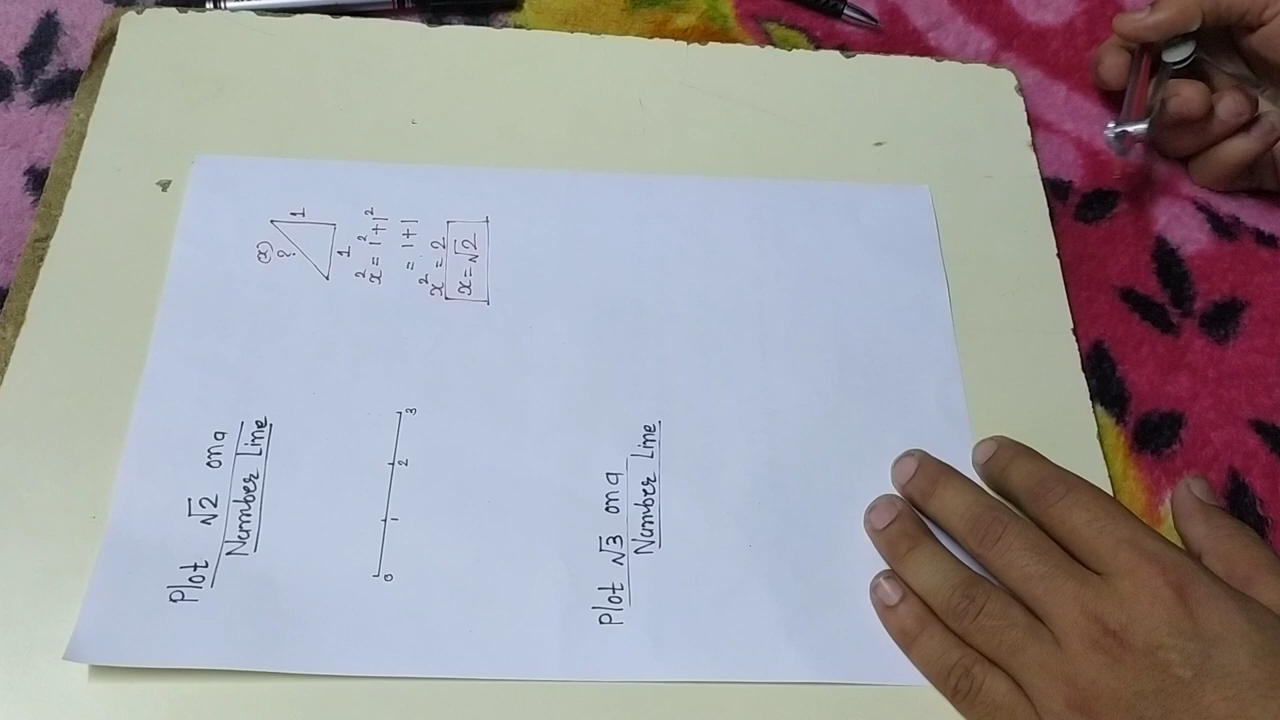 Plot √2 on a
Number Line
0 1 2 3
(x)
?
1
1
x² = 1² + 1²
= 1 + 1
x² = 2
x = √2
Plot √3 on a
Number Line